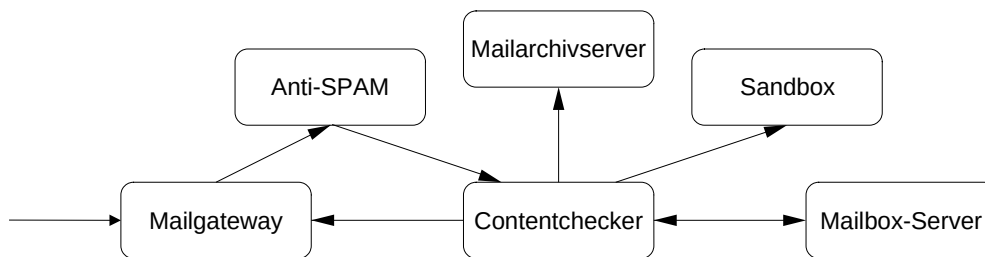 Mailarchivserver
Anti-SPAM
Sandbox
Mailgateway
Contentchecker
Mailbox-Server